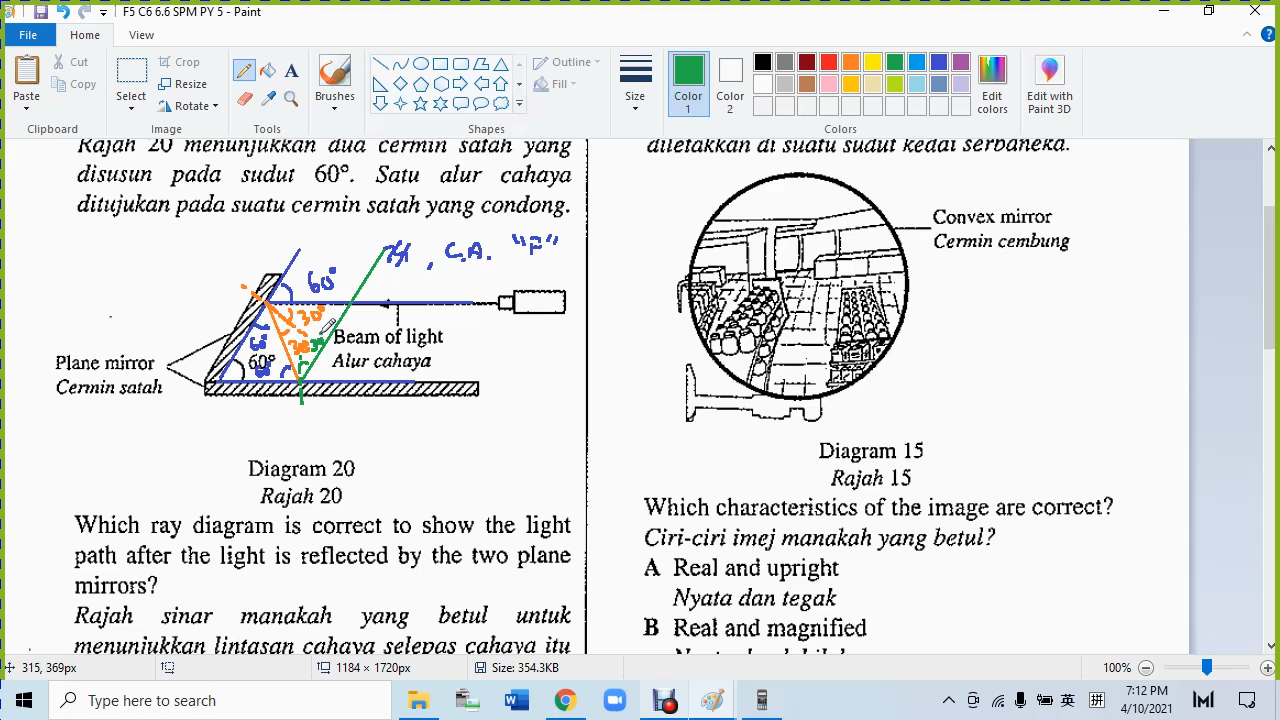 F5 C6 6.6 SPM PY 5 - Paint
File Home View
Paste Cut Copy Select Crop Resize Rotate Brushes Outline Fill Size Color 1 Color 2 Edit colors Edit with Paint 3D
Clipboard Image Tools Shapes Colors
Rajah 20 menunjukkan dua cermin satah yang
disusun pada sudut 60°. Satu alur cahaya
ditujukan pada suatu cermin satah yang condong.
, C.A. "F"
60°
30°
60°
60°
Beam of light
Alur cahaya
Plane mirror
Cermin satah
Diagram 20
Rajah 20
Which ray diagram is correct to show the light
path after the light is reflected by the two plane
mirrors?
Rajah sinar manakah yang betul untuk
menunjukkan lintasan cahaya selepas cahaya itu
diletakkan di suatu sudut kedai serbaneka.
Convex mirror
Cermin cembung
Diagram 15
Rajah 15
Which characteristics of the image are correct?
Ciri-ciri imej manakah yang betul?
A Real and upright
Nyata dan tegak
B Real and magnified
315, 369px
1184 × 1720px
Size: 354.3KB
100%
Type here to search
英
拼
7:12 PM
4/10/2021